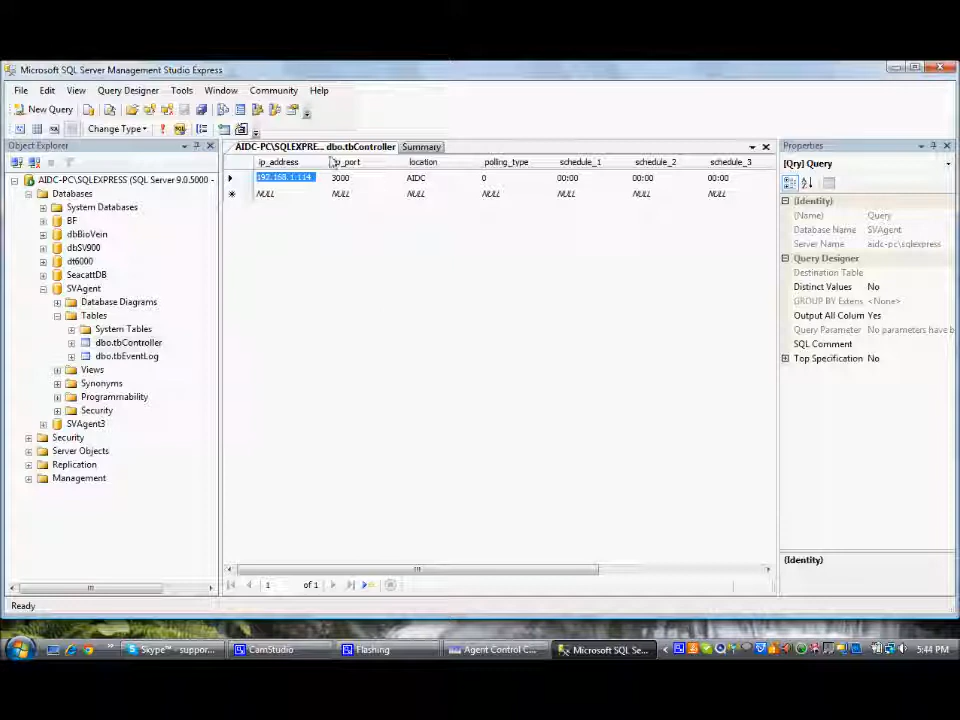 Microsoft SQL Server Management Studio Express
File Edit View Query Designer Tools Window Community Help
New Query
Change Type
Object Explorer
AIDC-PC\SQLEXPRE... dbo.tbController Summary
Properties
ip_address ip_port location polling_type schedule_1 schedule_2 schedule_3
192.168.1.114 3000 AIDC 0 00:00 00:00 00:00
NULL NULL NULL NULL NULL NULL NULL
AIDC-PC\SQLEXPRESS (SQL Server 9.0.5000 -
Databases
System Databases
BF
dbBioVein
dbSV900
dt6000
SeacattDB
SVAgent
Database Diagrams
Tables
System Tables
dbo.tbController
dbo.tbEventLog
Views
Synonyms
Programmability
Security
SVAgent3
Security
Server Objects
Replication
Management
[Qry] Query
(Identity)
(Name) Query
Database Name SVAgent
Server Name aidc-pc\sqlexpress
Query Designer
Destination Table
Distinct Values No
GROUP BY Extens <None>
Output All Colum Yes
Query Parameter No parameters have b
SQL Comment
Top Specification No
(Identity)
1 of 1
Ready
Skype™ - suppor...
CamStudio
Flashing
Agent Control C...
Microsoft SQL Se...
5:44 PM